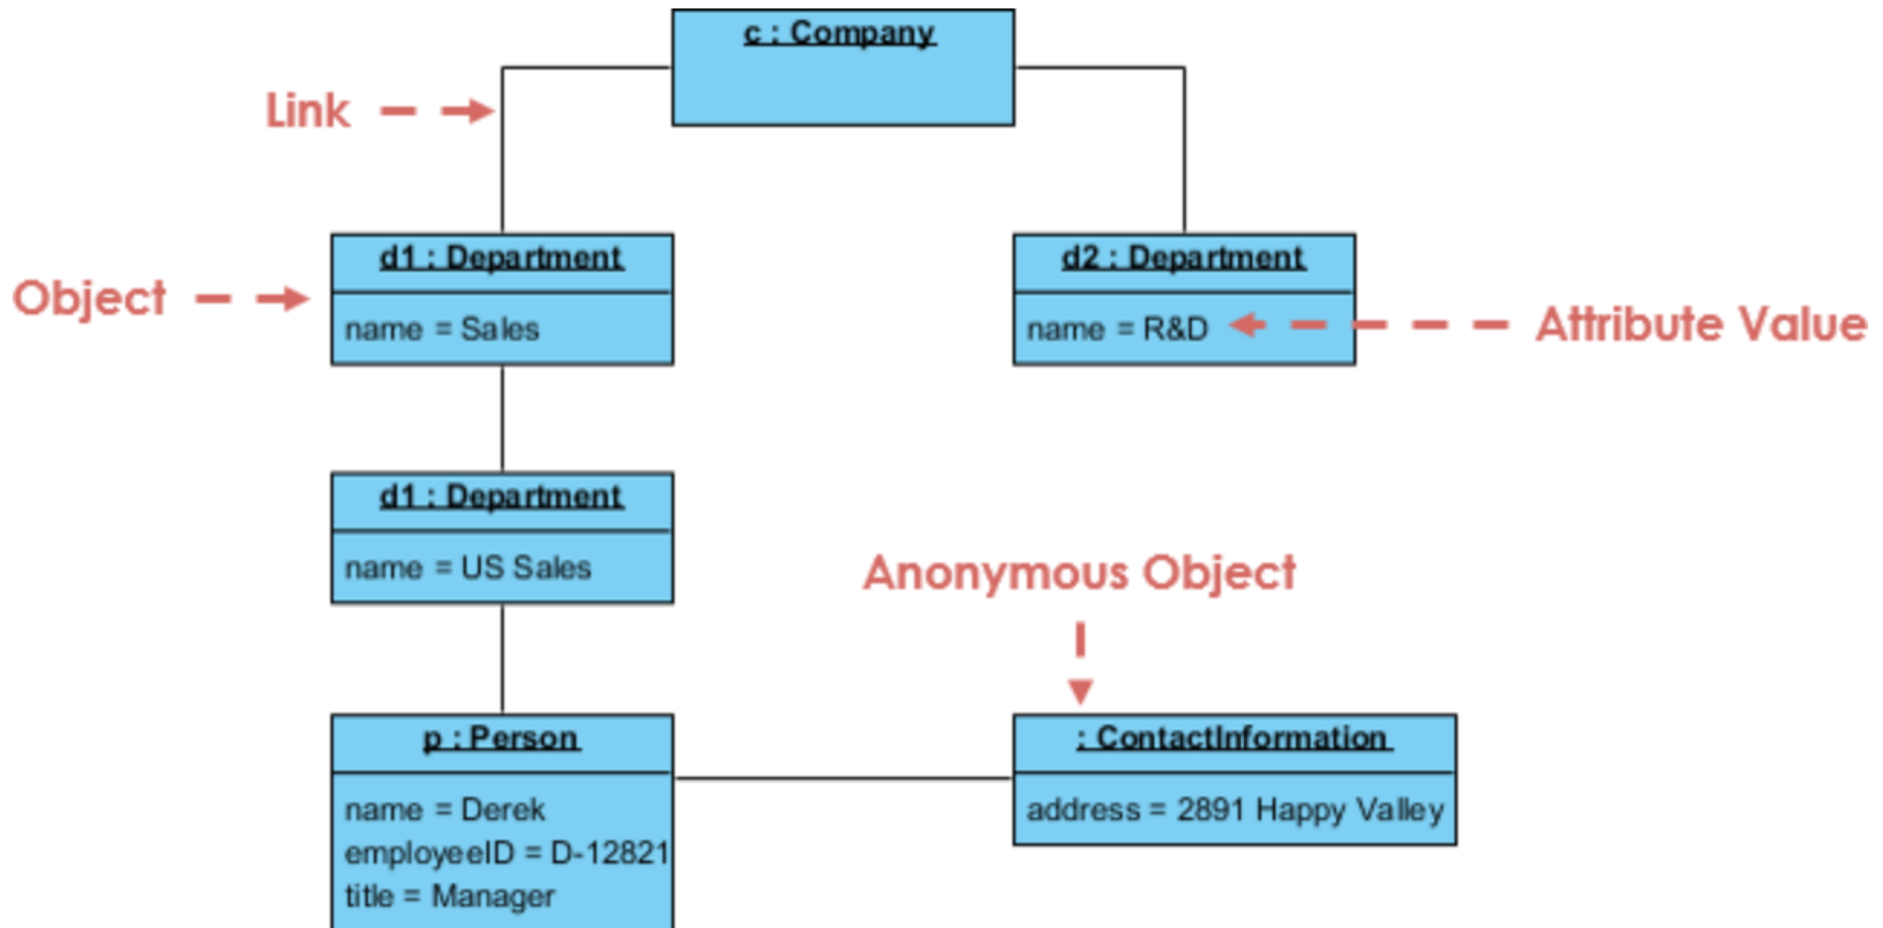 c : Company
Link
d1 : Department
d2 : Department
Object
name = Sales
name = R&D
Attribute Value
d1 : Department
name = US Sales
Anonymous Object
p : Person
: ContactInformation
name = Derek
address = 2891 Happy Valley
employeeID = D-12821
title = Manager